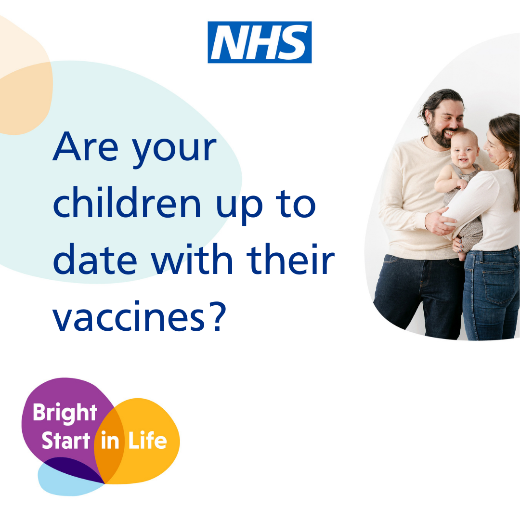 NHS
Are your
children up to
date with their
vaccines?
Bright
Start in Life